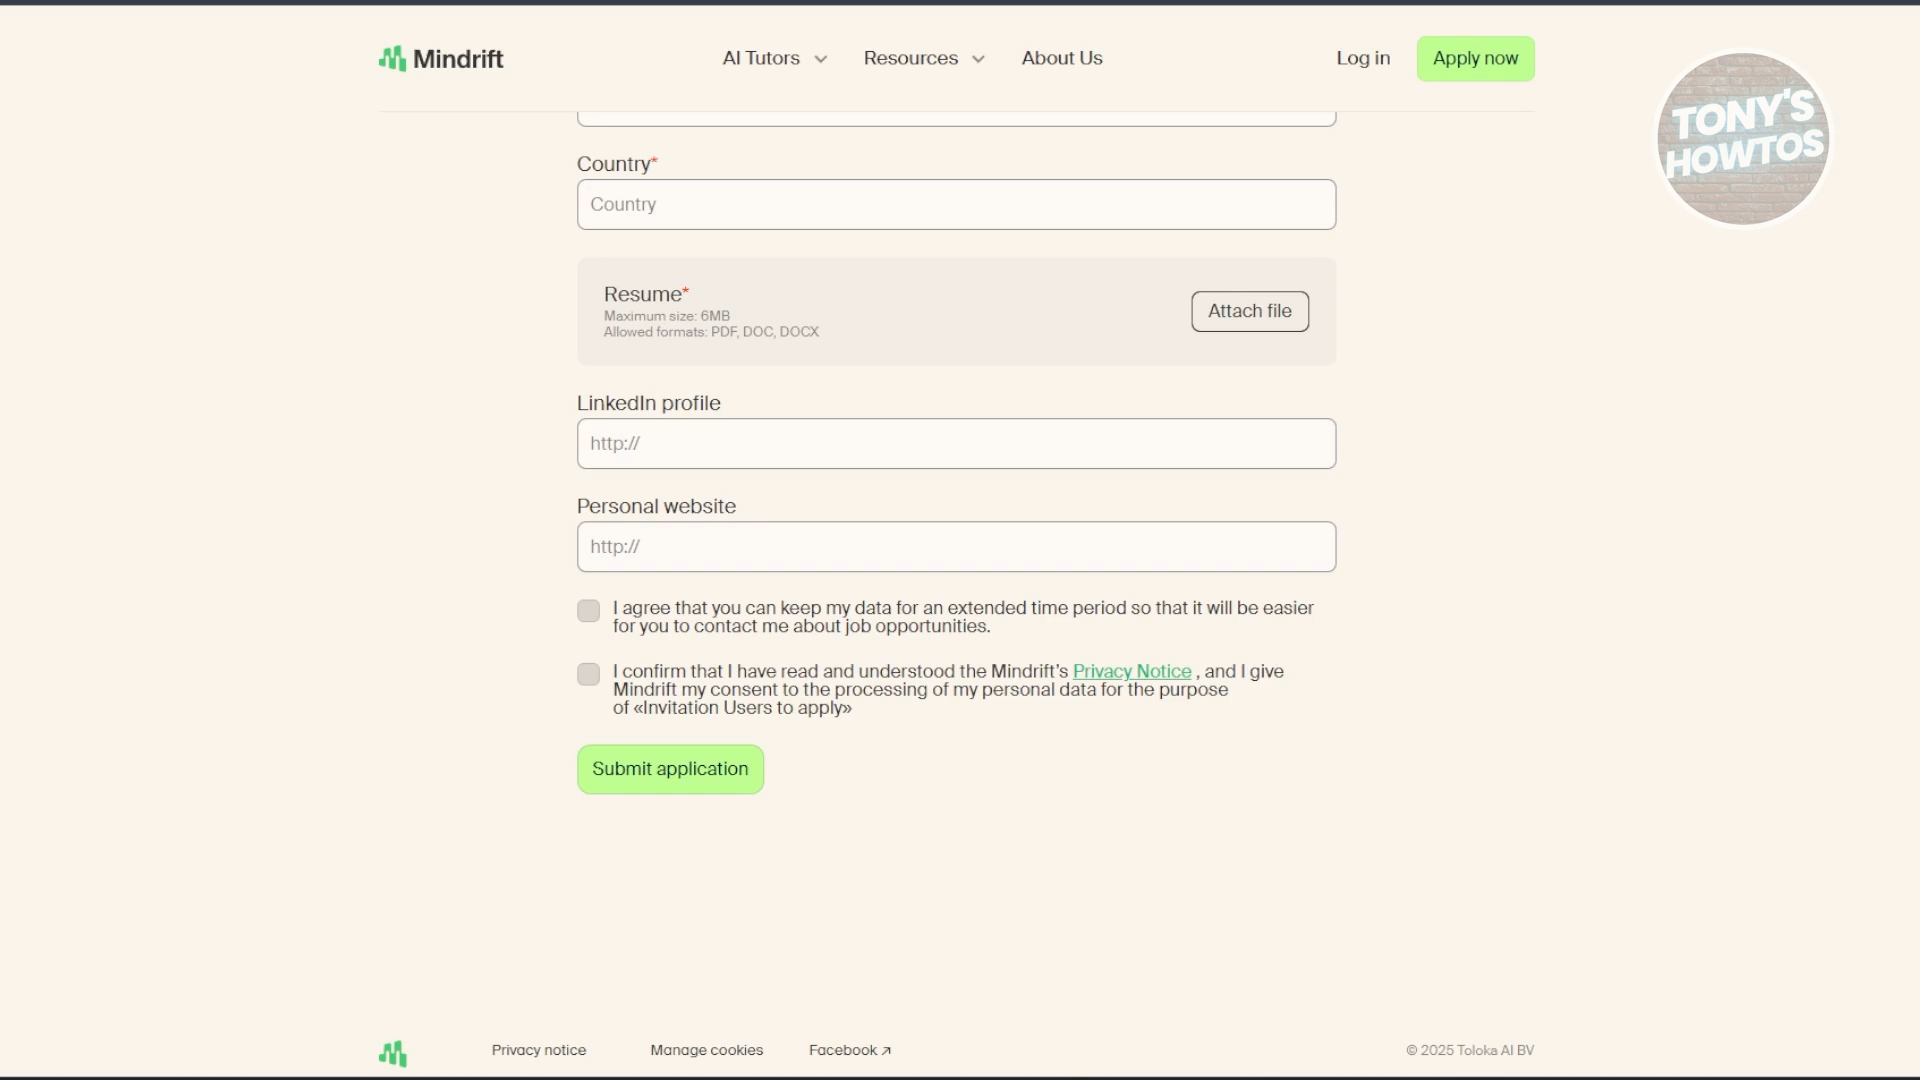 Mindrift
AI Tutors
Resources
About Us
Log in
Apply now
TONY'S
HOWTOS
Country*
Country
Resume*
Maximum size: 6MB
Allowed formats: PDF, DOC, DOCX
Attach file
LinkedIn profile
http://
Personal website
http://
I agree that you can keep my data for an extended time period so that it will be easier
for you to contact me about job opportunities.
I confirm that I have read and understood the Mindrift's Privacy Notice , and I give
Mindrift my consent to the processing of my personal data for the purpose
of «Invitation Users to apply»
Submit application
Privacy notice
Manage cookies
Facebook ↗
© 2025 Toloka AI BV